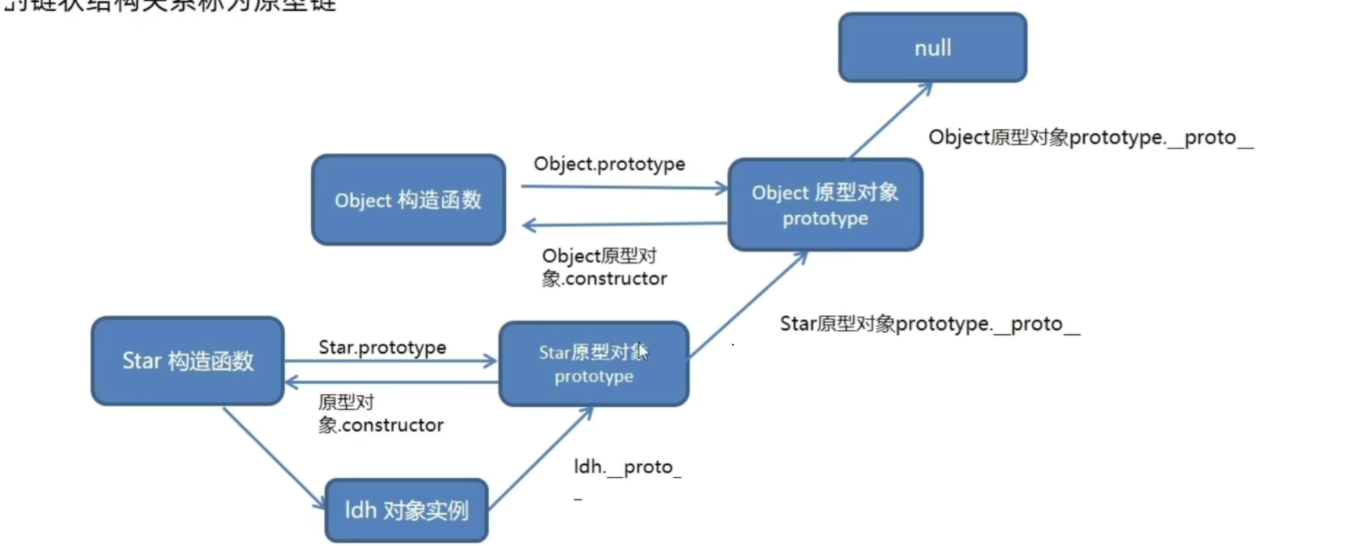 的链状结构关系称为原型链
null
Object原型对象prototype.__proto__
Object.prototype
Object 构造函数
Object 原型对象
prototype
Object原型对
象.constructor
Star原型对象prototype.__proto__
Star.prototype
Star 构造函数
Star原型对象
prototype
原型对
象.constructor
ldh.__proto_
_
ldh 对象实例